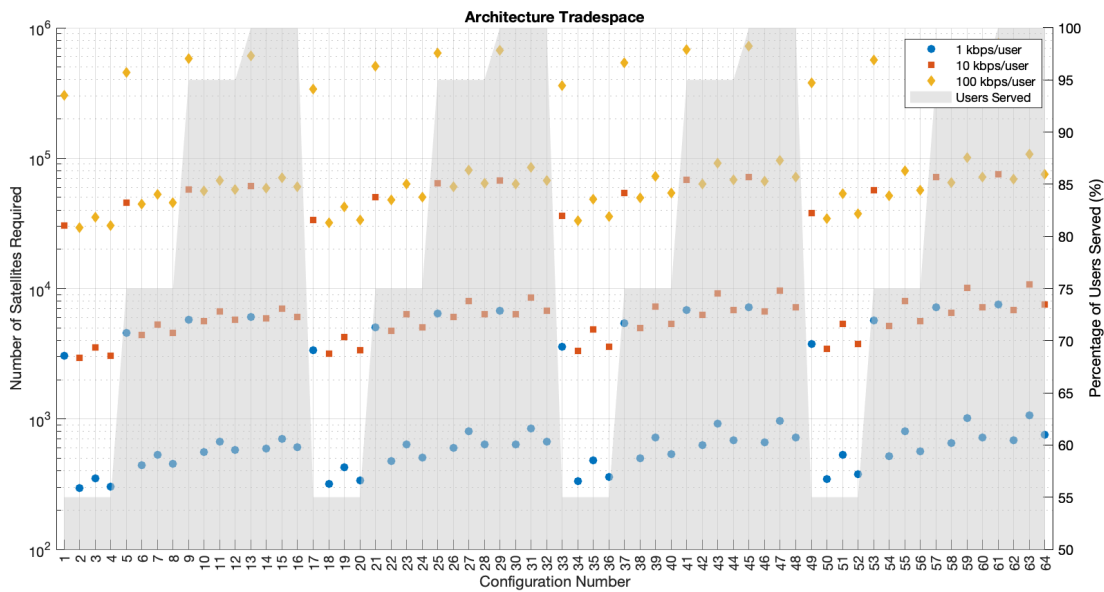 Architecture Tradespace
Number of Satellites Required
10^6
10^5
10^4
10^3
10^2
1 kbps/user
10 kbps/user
100 kbps/user
Users Served
100
95
90
85
80
75
70
65
60
55
50
Percentage of Users Served (%)
1 2 3 4 5 6 7 8 9 10 11 12 13 14 15 16 17 18 19 20 21 22 23 24 25 26 27 28 29 30 31 32 33 34 35 36 37 38 39 40 41 42 43 44 45 46 47 48 49 50 51 52 53 54 55 56 57 58 59 60 61 62 63 64
Configuration Number